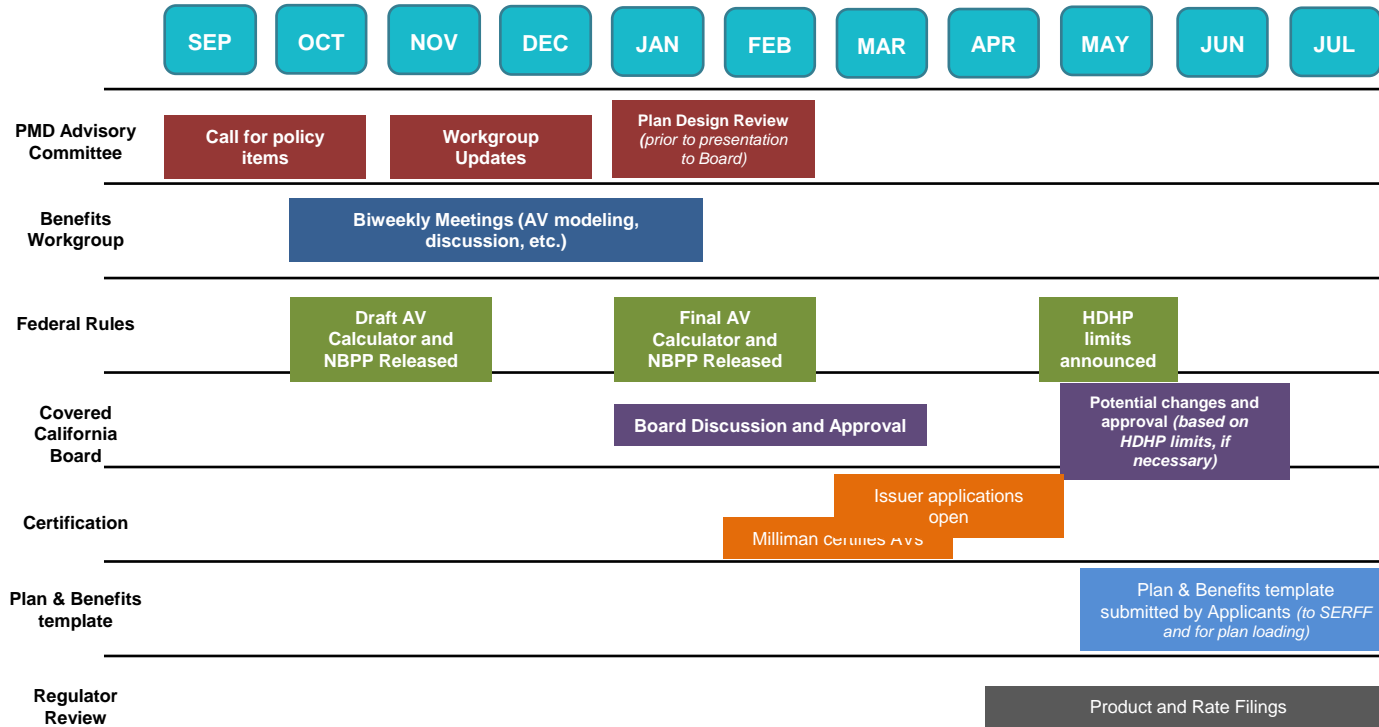 SEP OCT NOV DEC JAN FEB MAR APR MAY JUN JUL
PMD Advisory
Committee
Call for policy
items
Workgroup
Updates
Plan Design Review
(prior to presentation
to Board)
Benefits
Workgroup
Biweekly Meetings (AV modeling,
discussion, etc.)
Federal Rules
Draft AV
Calculator and
NBPP Released
Final AV
Calculator and
NBPP Released
HDHP
limits
announced
Covered
California
Board
Board Discussion and Approval
Potential changes and
approval (based on
HDHP limits, if
necessary)
Certification
Issuer applications
open
Milliman certifies AVs
Plan & Benefits
template
Plan & Benefits template
submitted by Applicants (to SERFF
and for plan loading)
Regulator
Review
Product and Rate Filings